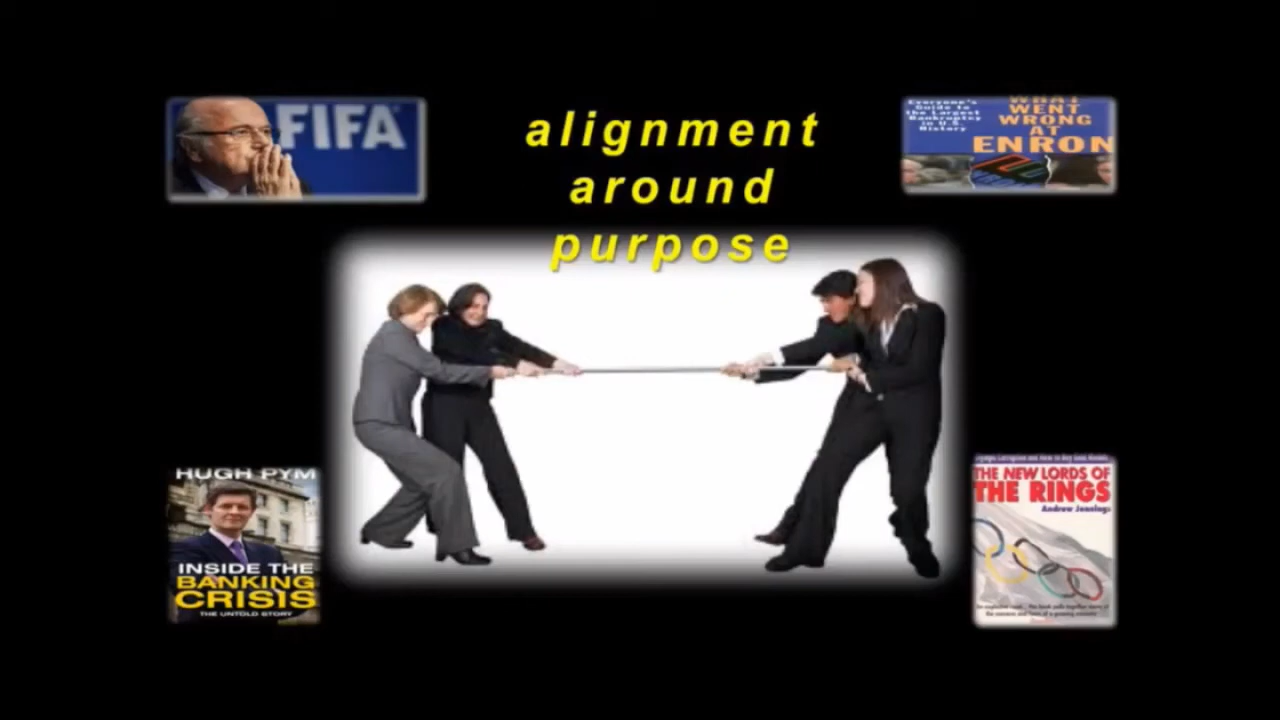 FIFA
alignment
around
purpose
Everyone's
Guide to
the Largest
Bankruptcy
in U.S.
History
WHAT
WENT
WRONG
AT
ENRON
HUGH PYM
INSIDE THE
BANKING
CRISIS
THE UNTOLD STORY
THE NEW LORDS OF
THE RINGS
Andrew Jennings